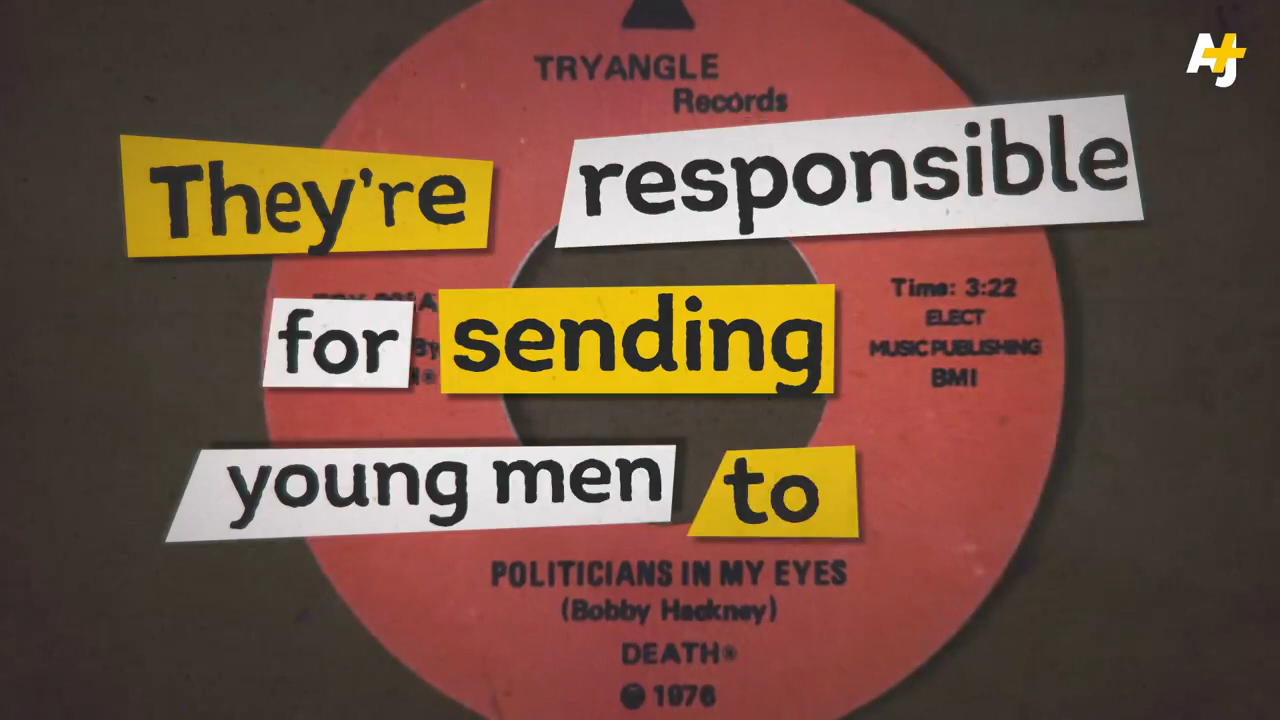 AJ+
TRYANGLE
Records
They're responsible
for sending
young men to
Time: 3:22
ELECT
MUSIC PUBLISHING
BMI
POLITICIANS IN MY EYES
(Bobby Hackney)
DEATH®
℗ 1976